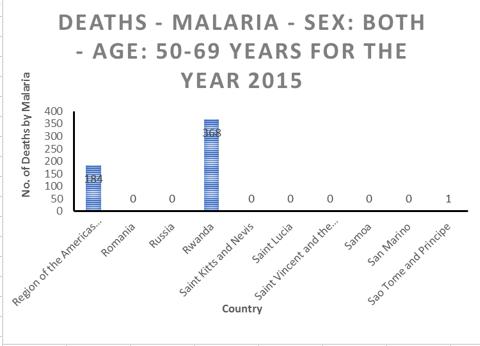 DEATHS - MALARIA - SEX: BOTH
- AGE: 50-69 YEARS FOR THE
YEAR 2015
No. of Deaths by Malaria
400
350
300
250
200
150
100
50
0
184
0
0
368
0
0
0
0
0
1
Region of the Americas...
Romania
Russia
Rwanda
Saint Kitts and Nevis
Saint Lucia
Saint Vincent and the...
Samoa
San Marino
Sao Tome and Principe
Country